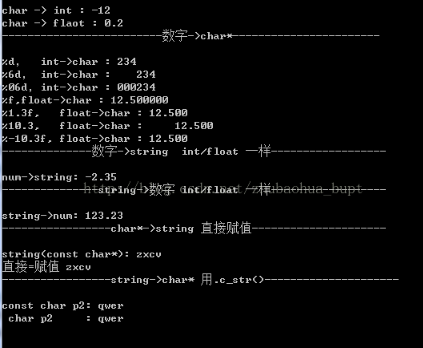 char -> int : -12
char -> flaot : 0.2
-----------------------数字->char*---------------------
%d,   int->char : 234
%6d,  int->char :    234
%06d, int->char : 000234
%f,float->char : 12.500000
%1.3f,   float->char : 12.500
%10.3,   float->char :     12.500
%-10.3f, float->char : 12.500
-------------数字->string  int/float 一样----------------
num->string: -2.35
--------------string->数字 int/float 一样----------------
string->num: 123.23
----------------char*->string 直接赋值-------------------
string(const char*): zxcv
直接=赋值 zxcv
----------------string->char* 用.c_str()-------------------
const char p2: qwer
 char p2     : qwer